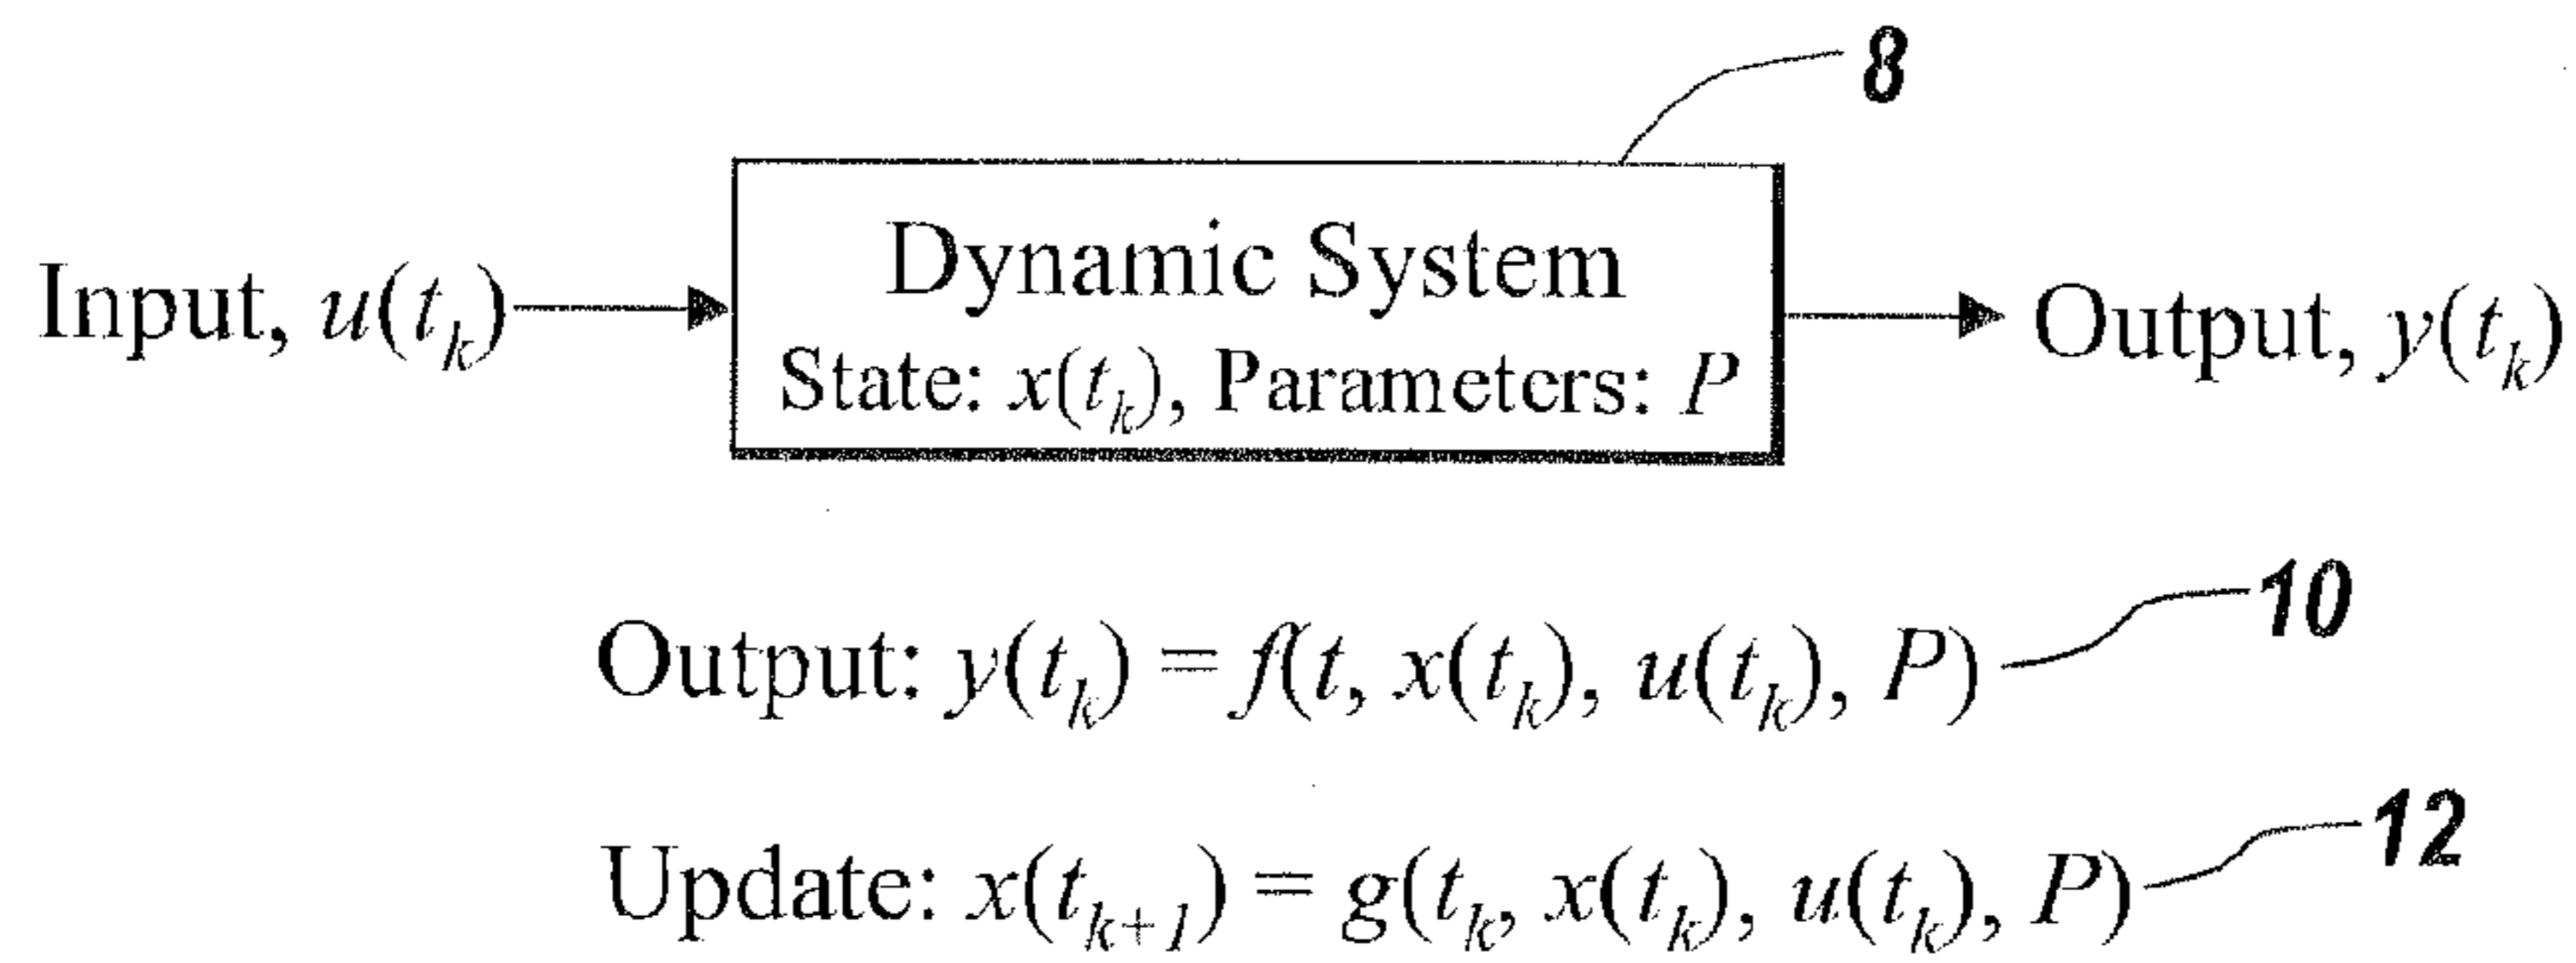 8
Dynamic System
Input, u(t_k)
Output, y(t_k)
State: x(t_k), Parameters: P
10
Output: y(t_k) = f(t, x(t_k), u(t_k), P)
12
Update: x(t_{k+1}) = g(t_k, x(t_k), u(t_k), P)